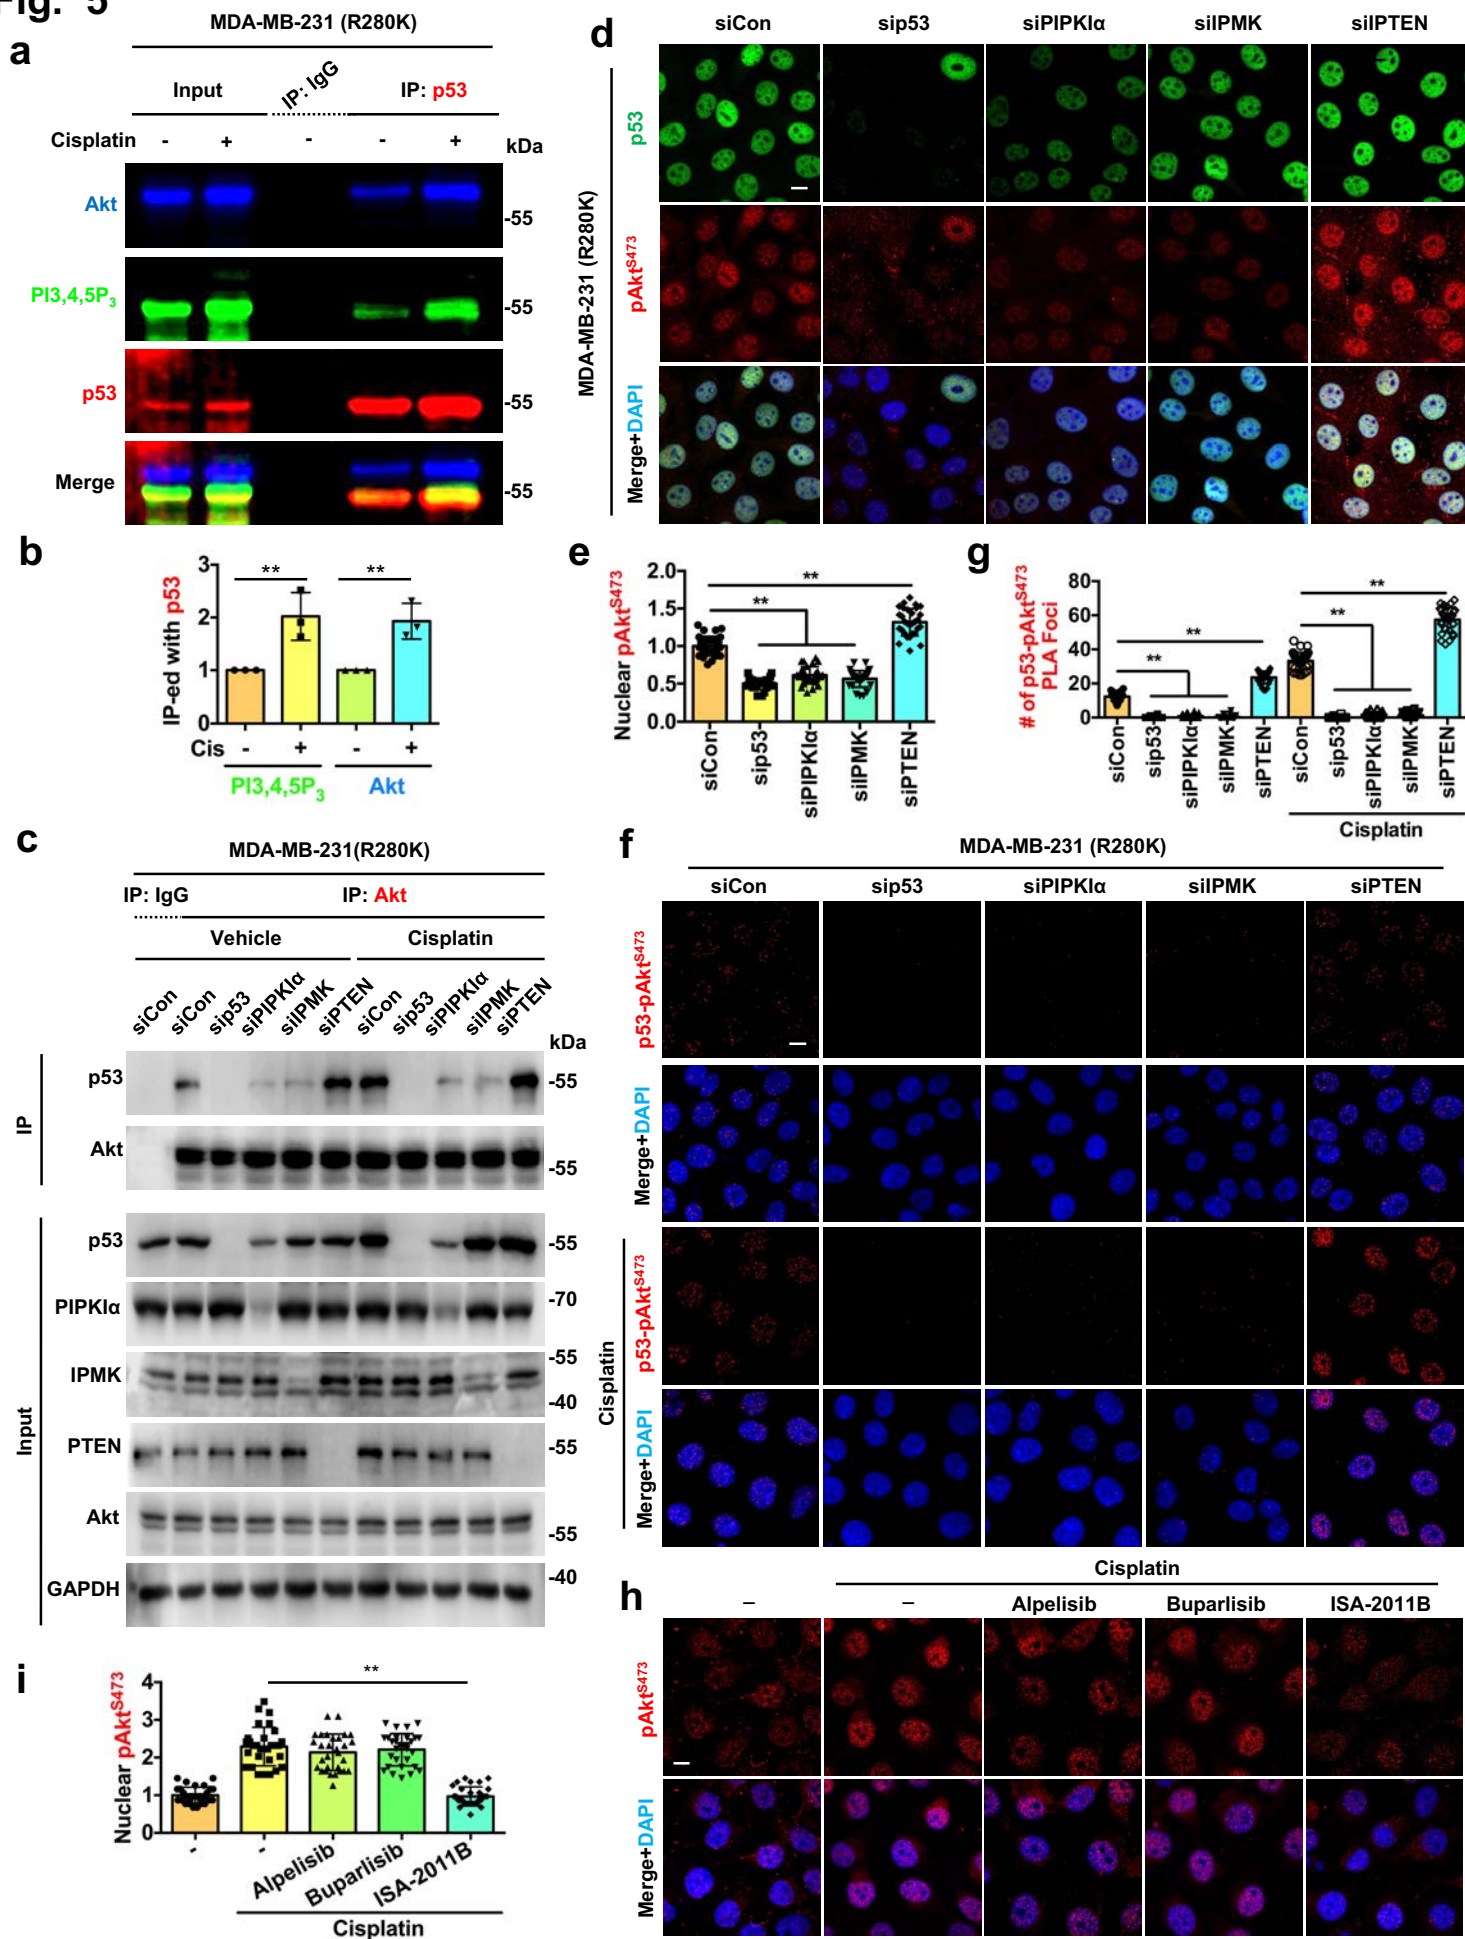 Fig. 5
a
MDA-MB-231 (R280K)
Input
IP: IgG
IP: p53
Cisplatin - + - - + kDa
Akt
-55
PI3,4,5P3
-55
p53
-55
Merge
-55
b
IP-ed with p53
3
2
1
0
**
**
Cis - + - +
PI3,4,5P3
Akt
c
MDA-MB-231(R280K)
IP: IgG
IP: Akt
Vehicle
Cisplatin
siCon siCon sip53 siPIPKIα siIPMK siPTEN siCon sip53 siPIPKIα siIPMK siPTEN
kDa
IP
p53
-55
Akt
-55
Input
p53
-55
PIPKIα
-70
IPMK
-55
-40
PTEN
-55
Akt
-55
GAPDH
-40
d
siCon sip53 siPIPKIα siIPMK siIPTEN
MDA-MB-231 (R280K)
p53
pAktS473
Merge+DAPI
e
Nuclear pAktS473
2.0
1.5
1.0
0.5
0.0
**
**
siCon sip53 siPIPKIα siIPMK siPTEN
g
# of p53-pAktS473
PLA Foci
80
60
40
20
0
**
**
**
**
siCon sip53 siPIPKIα siIPMK siPTEN siCon sip53 siPIPKIα siIPMK siPTEN
Cisplatin
f
MDA-MB-231 (R280K)
siCon sip53 siPIPKIα siIPMK siPTEN
p53-pAktS473
Merge+DAPI
Cisplatin
p53-pAktS473
Merge+DAPI
h
Cisplatin
– – Alpelisib Buparlisib ISA-2011B
pAktS473
Merge+DAPI
i
Nuclear pAktS473
4
3
2
1
0
**
- - Alpelisib Buparlisib ISA-2011B
Cisplatin